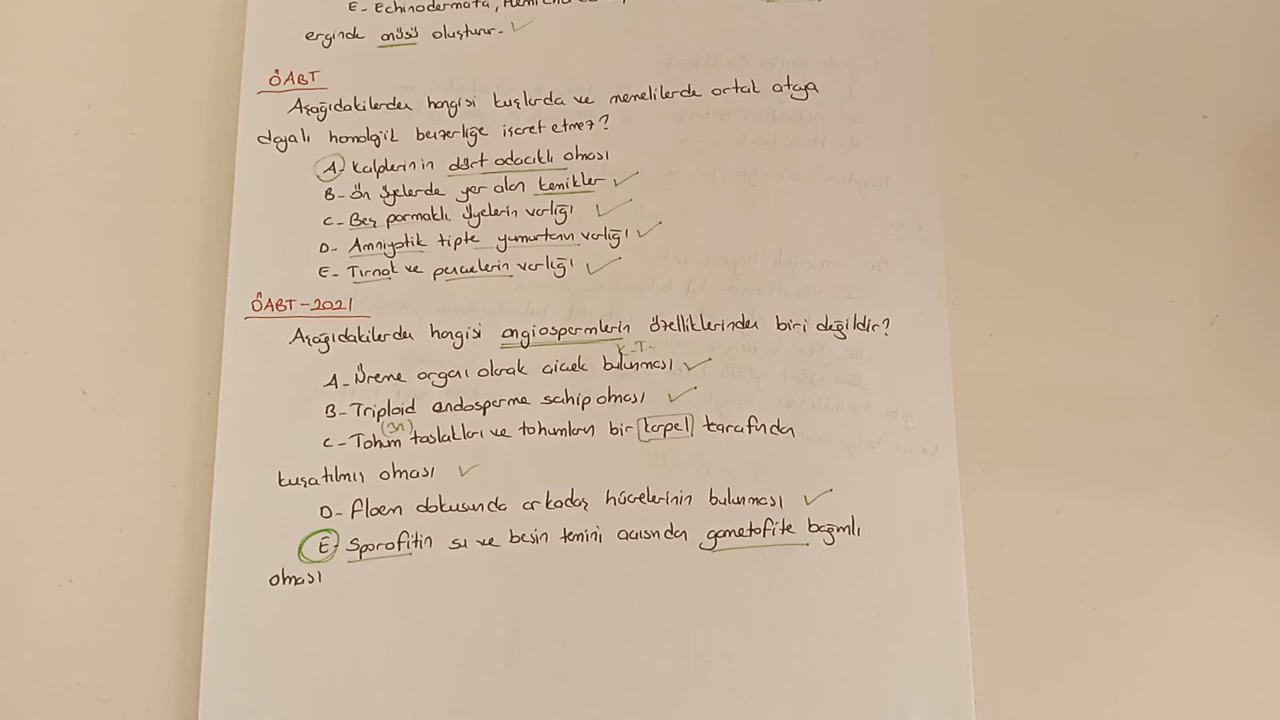 E- Echinodermata,
erginde anüsü oluşturur.
ÖABT
Aşağıdakilerden hangisi kuşlarda ve memelilerde ortak ataya
dayalı homolojik benzerliğe işaret etmez?
A- Kalplerinin dört odacıklı olması
B- Ön üyelerde yer alan kemikler
C- Beş parmaklı üyelerin varlığı
D- Amniyotik tipte yumurtanın varlığı
E- Tırnak ve pençelerin varlığı
ÖABT-2021
Aşağıdakilerden hangisi angiospermlerin özelliklerinden biri değildir?
K.T.
A- Üreme organı olarak çiçek bulunması
B- Triploid endosperme sahip olması
(3n)
C- Tohum taslakları ve tohumları bir karpel tarafından
kuşatılmış olması
D- Floem dokusunda arkadaş hücrelerinin bulunması
E- Sporofitin su ve besin temini açısından gametofite bağımlı
olması